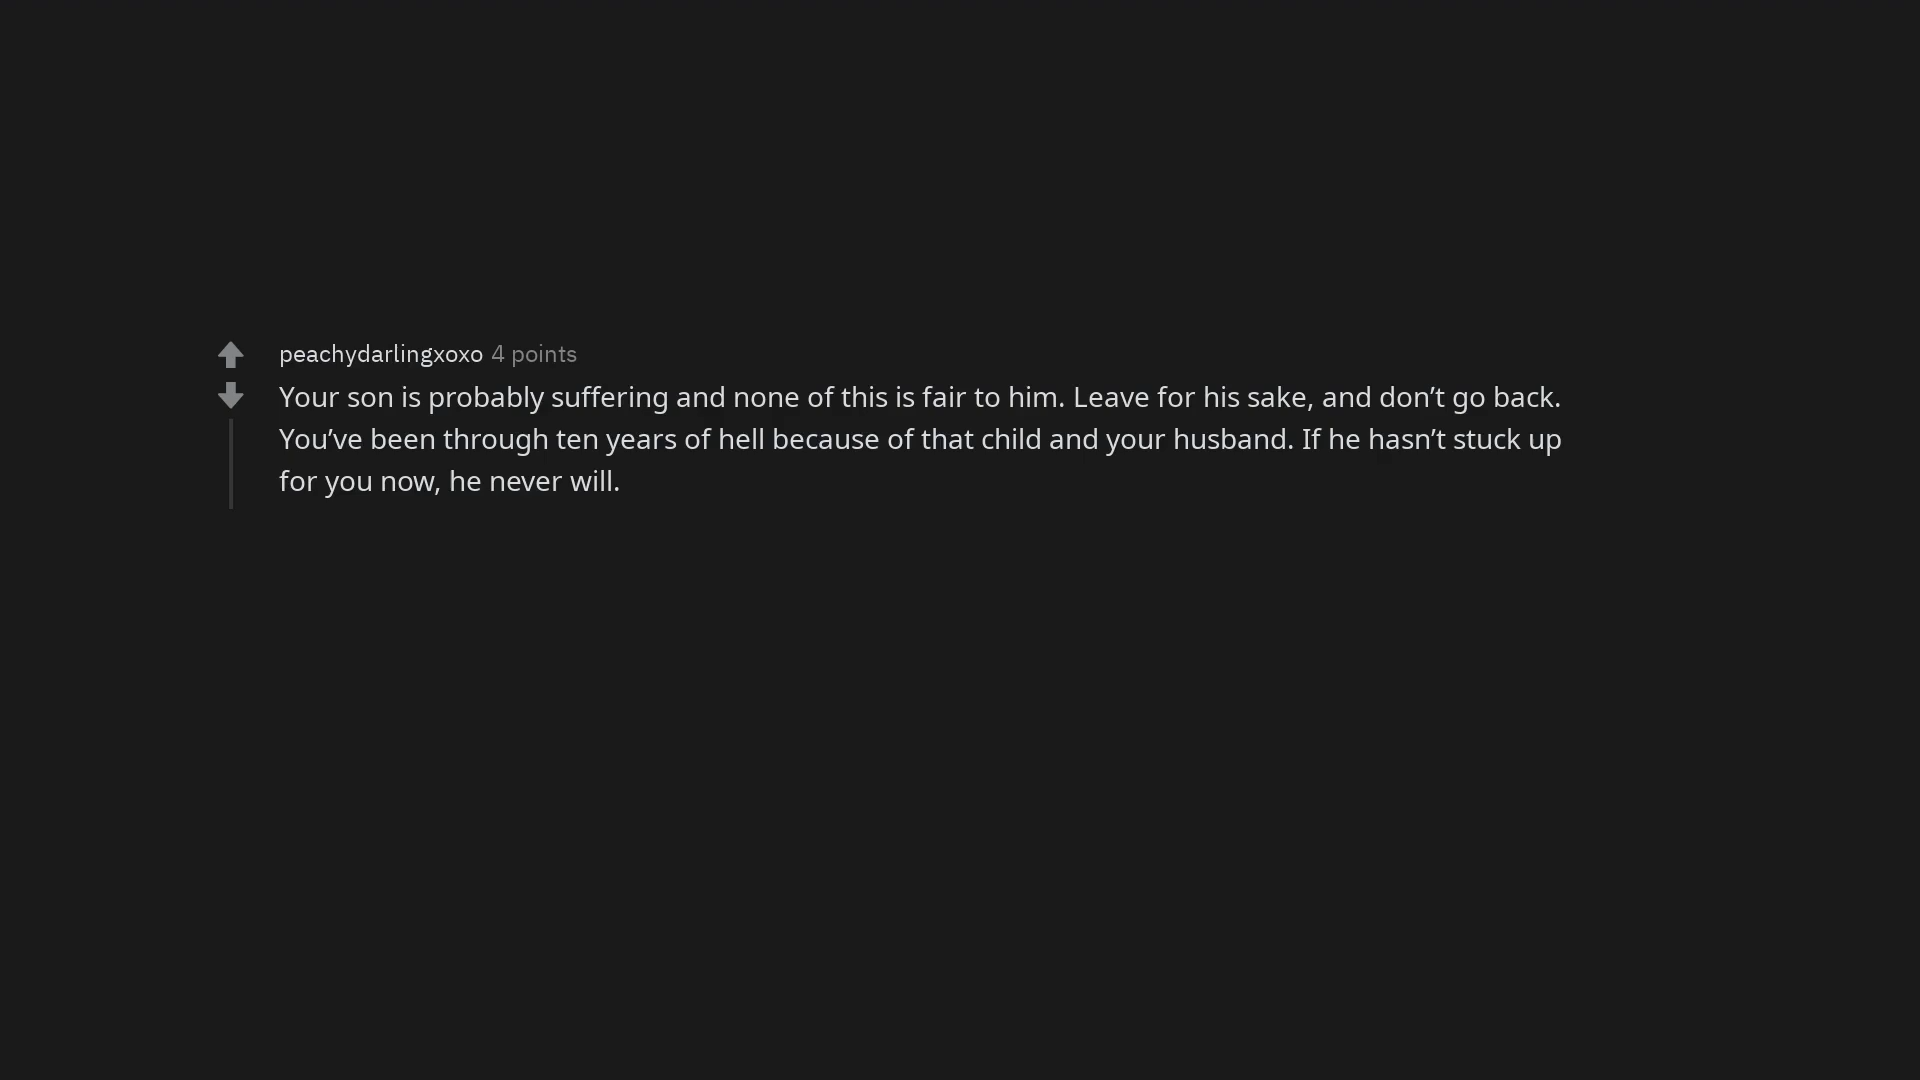 peachydarlingxoxo 4 points
Your son is probably suffering and none of this is fair to him. Leave for his sake, and don’t go back.
You’ve been through ten years of hell because of that child and your husband. If he hasn’t stuck up
for you now, he never will.